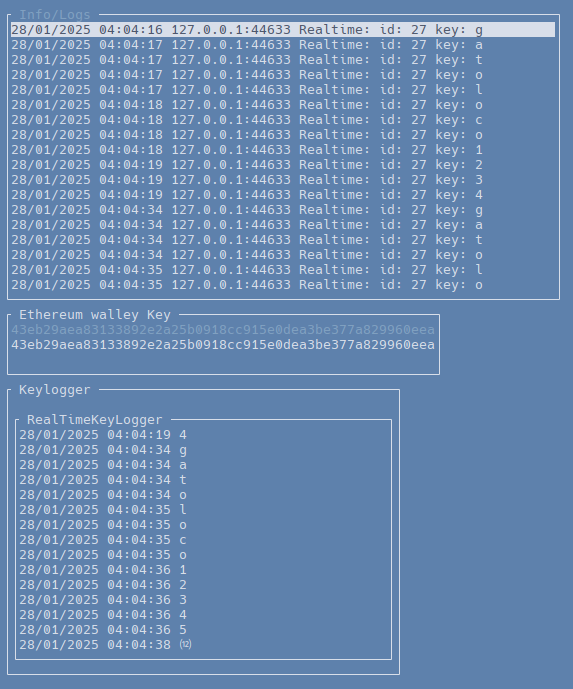 Info/Logs
28/01/2025 04:04:16 127.0.0.1:44633 Realtime: id: 27 key: g
28/01/2025 04:04:17 127.0.0.1:44633 Realtime: id: 27 key: a
28/01/2025 04:04:17 127.0.0.1:44633 Realtime: id: 27 key: t
28/01/2025 04:04:17 127.0.0.1:44633 Realtime: id: 27 key: o
28/01/2025 04:04:17 127.0.0.1:44633 Realtime: id: 27 key: l
28/01/2025 04:04:18 127.0.0.1:44633 Realtime: id: 27 key: o
28/01/2025 04:04:18 127.0.0.1:44633 Realtime: id: 27 key: c
28/01/2025 04:04:18 127.0.0.1:44633 Realtime: id: 27 key: o
28/01/2025 04:04:18 127.0.0.1:44633 Realtime: id: 27 key: 1
28/01/2025 04:04:19 127.0.0.1:44633 Realtime: id: 27 key: 2
28/01/2025 04:04:19 127.0.0.1:44633 Realtime: id: 27 key: 3
28/01/2025 04:04:19 127.0.0.1:44633 Realtime: id: 27 key: 4
28/01/2025 04:04:34 127.0.0.1:44633 Realtime: id: 27 key: g
28/01/2025 04:04:34 127.0.0.1:44633 Realtime: id: 27 key: a
28/01/2025 04:04:34 127.0.0.1:44633 Realtime: id: 27 key: t
28/01/2025 04:04:34 127.0.0.1:44633 Realtime: id: 27 key: o
28/01/2025 04:04:35 127.0.0.1:44633 Realtime: id: 27 key: l
28/01/2025 04:04:35 127.0.0.1:44633 Realtime: id: 27 key: o
Ethereum walley Key
43eb29aea83133892e2a25b0918cc915e0dea3be377a829960eea
43eb29aea83133892e2a25b0918cc915e0dea3be377a829960eea
Keylogger
RealTimeKeyLogger
28/01/2025 04:04:19 4
28/01/2025 04:04:34 g
28/01/2025 04:04:34 a
28/01/2025 04:04:34 t
28/01/2025 04:04:34 o
28/01/2025 04:04:35 l
28/01/2025 04:04:35 o
28/01/2025 04:04:35 c
28/01/2025 04:04:35 o
28/01/2025 04:04:36 1
28/01/2025 04:04:36 2
28/01/2025 04:04:36 3
28/01/2025 04:04:36 4
28/01/2025 04:04:36 5
28/01/2025 04:04:38 ⑿